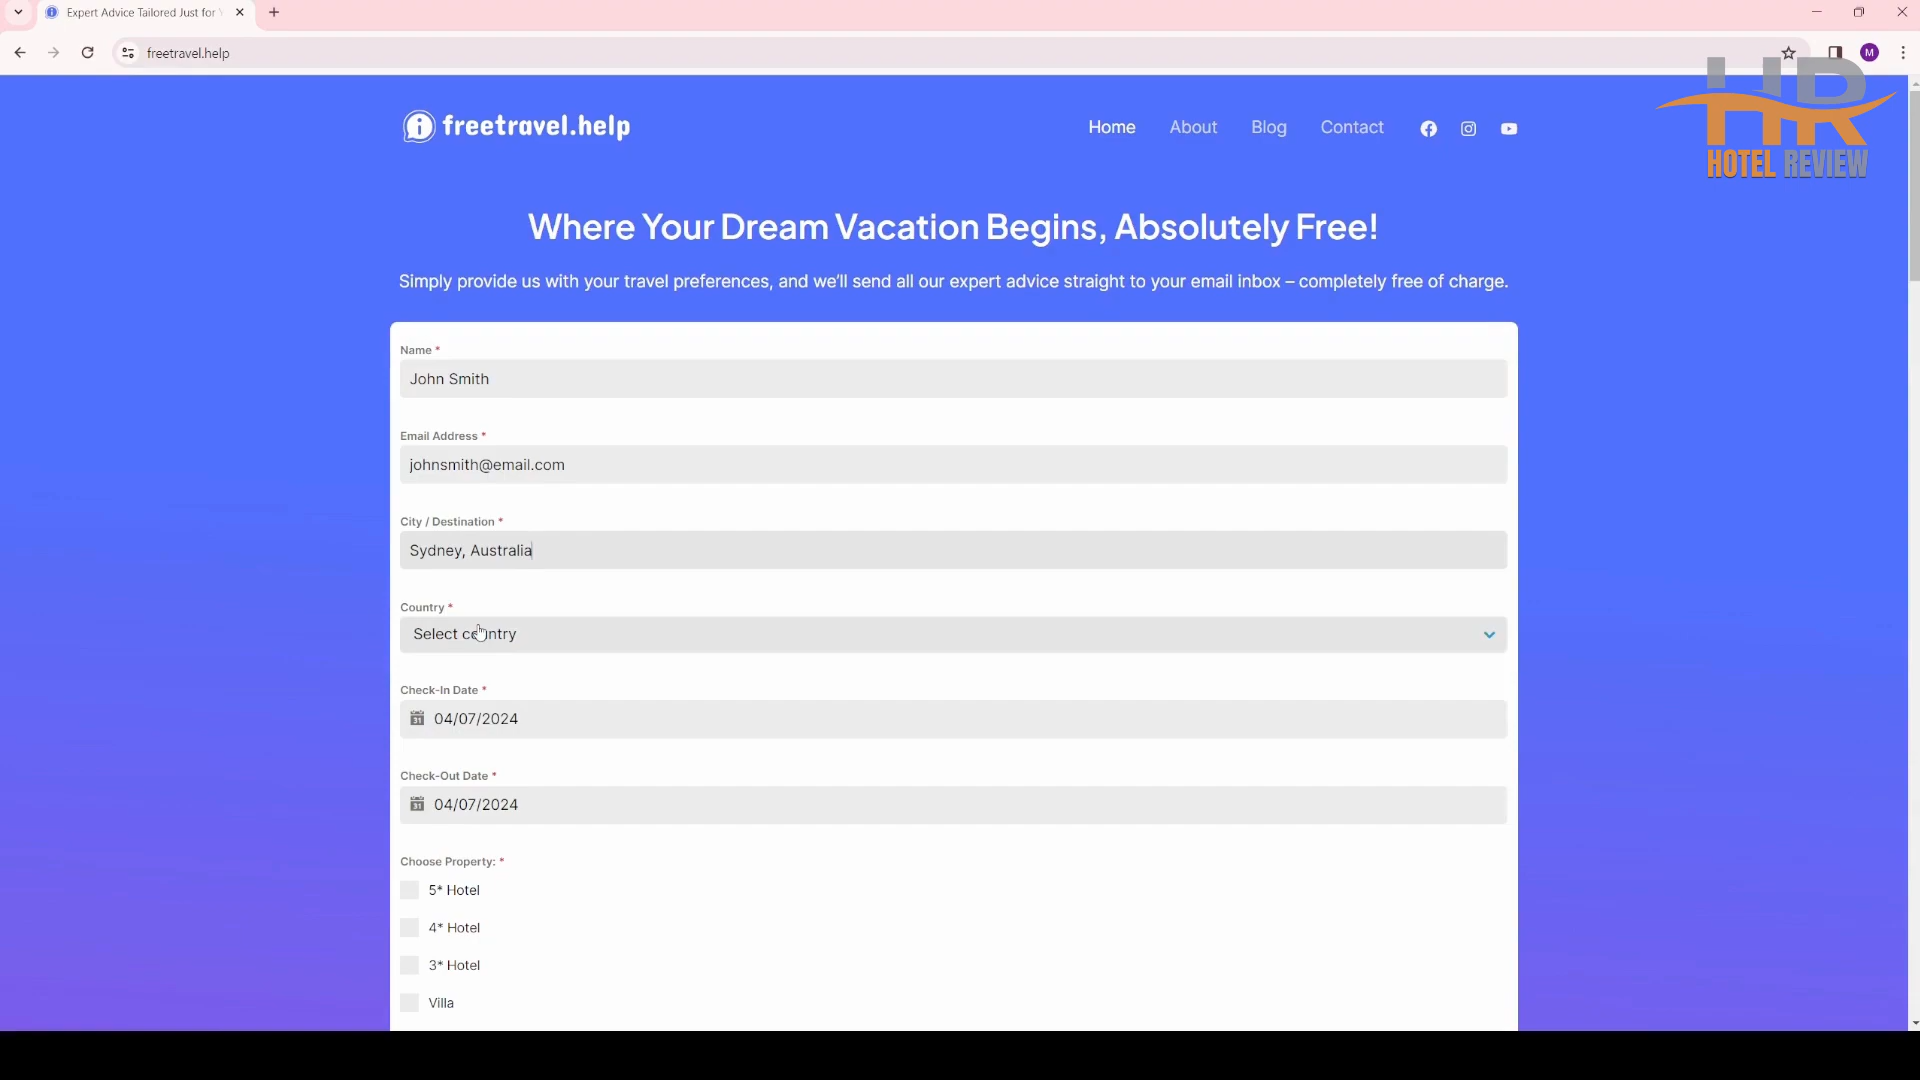 Expert Advice Tailored Just for
freetravel.help
M
HR
HOTEL REVIEW
freetravel.help
Home
About
Blog
Contact
Where Your Dream Vacation Begins, Absolutely Free!
Simply provide us with your travel preferences, and we'll send all our expert advice straight to your email inbox – completely free of charge.
Name *
John Smith
Email Address *
johnsmith@email.com
City / Destination *
Sydney, Australia
Country *
Select country
Check-In Date *
31 04/07/2024
Check-Out Date *
31 04/07/2024
Choose Property: *
5* Hotel
4* Hotel
3* Hotel
Villa